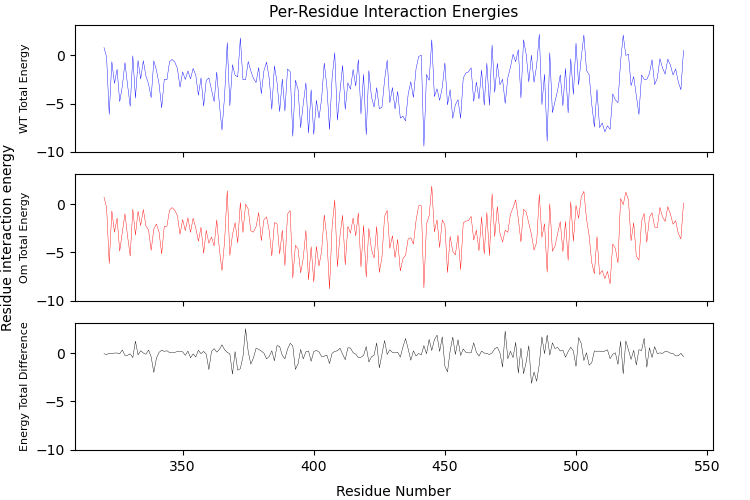 Per-Residue Interaction Energies
Residue interaction energy
WT Total Energy
0
−5
−10
Om Total Energy
0
−5
−10
Energy Total Difference
0
−5
−10
350 400 450 500 550
Residue Number